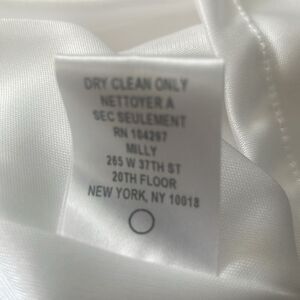 DRY CLEAN ONLY
NETTOYER A
SEC SEULEMENT
RN 104297
MILLY
265 W 37TH ST
20TH FLOOR
NEW YORK, NY 10018